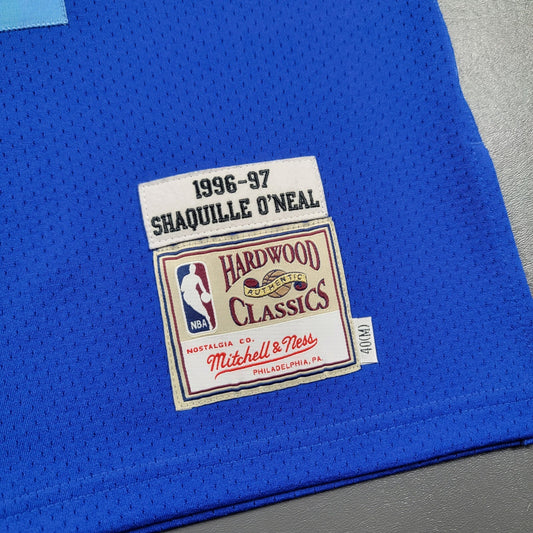 1996-97
SHAQUILLE O'NEAL
NBA
HARDWOOD
AUTHENTIC
CLASSICS
NOSTALGIA CO.
Mitchell & Ness
PHILADELPHIA, PA.
40(M)